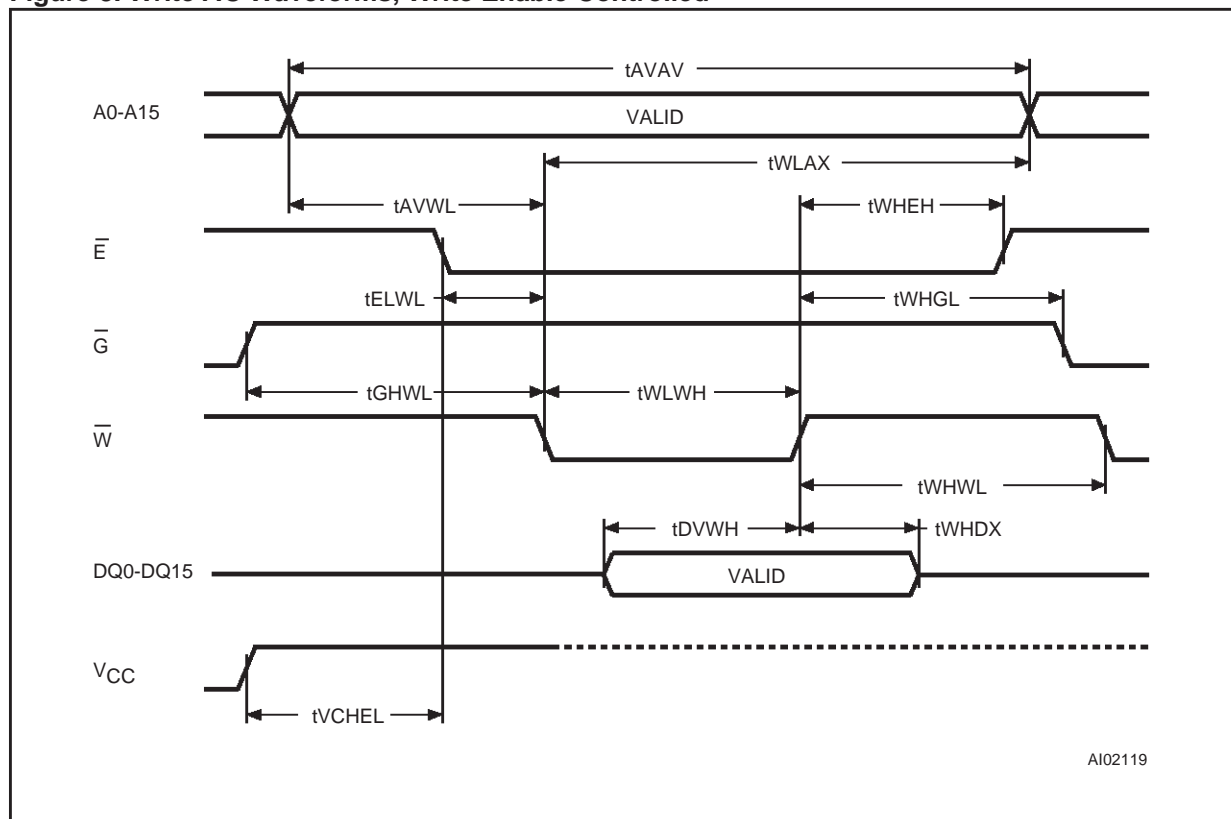 tAVAV
A0-A15
VALID
tWLAX
tAVWL
tWHEH
E
tELWL
tWHGL
G
tGHWL
tWLWH
W
tWHWL
tDVWH
tWHDX
DQ0-DQ15
VALID
VCC
tVCHEL
AI02119